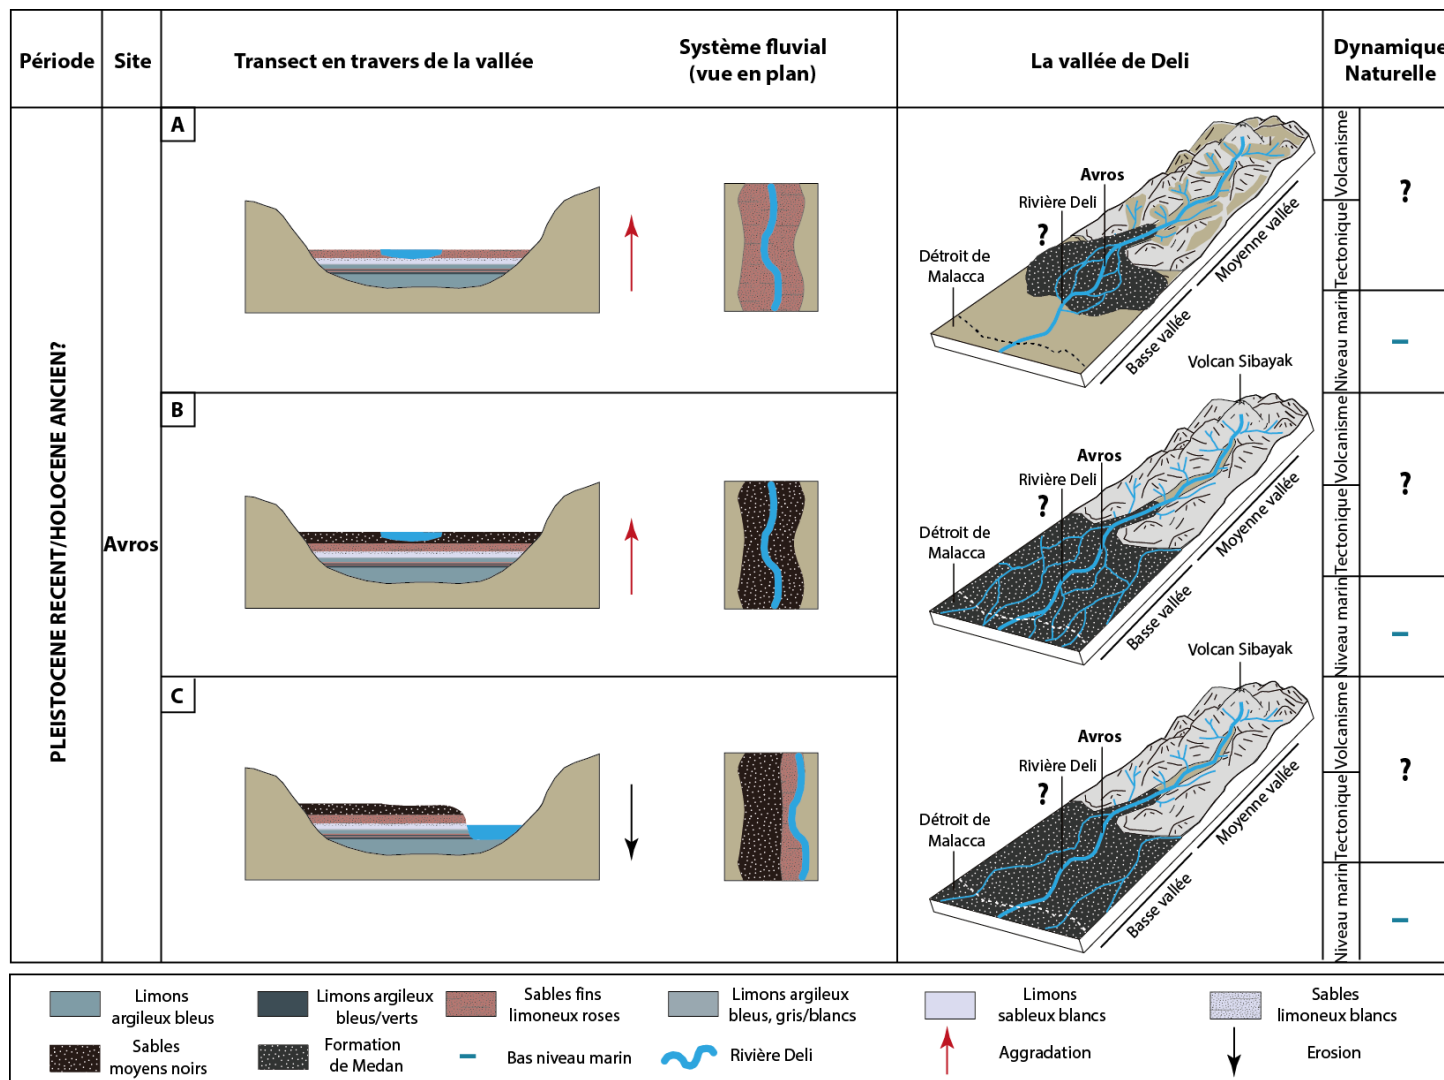 Période
Site
Transect en travers de la vallée
Système fluvial
(vue en plan)
La vallée de Deli
Dynamique
Naturelle
PLEISTOCENE RECENT/HOLOCENE ANCIEN?
Avros
A
Avros
Rivière Deli
?
Détroit de
Malacca
Moyenne vallée
Basse vallée
Volcanisme
Tectonique
?
Niveau marin
B
Volcan Sibayak
Avros
Rivière Deli
?
Détroit de
Malacca
Moyenne vallée
Basse vallée
Volcanisme
Tectonique
?
Niveau marin
C
Volcan Sibayak
Avros
Rivière Deli
?
Détroit de
Malacca
Moyenne vallée
Basse vallée
Volcanisme
Tectonique
?
Niveau marin
Limons
argileux bleus
Limons argileux
bleus/verts
Sables fins
limoneux roses
Limons argileux
bleus, gris/blancs
Limons
sableux blancs
Sables
limoneux blancs
Sables
moyens noirs
Formation
de Medan
Bas niveau marin
Rivière Deli
Aggradation
Erosion